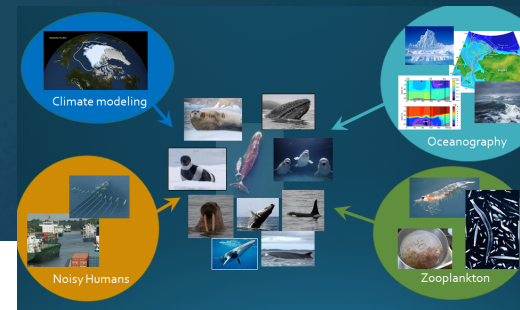 Climate modeling
Oceanography
Noisy Humans
Zooplankton